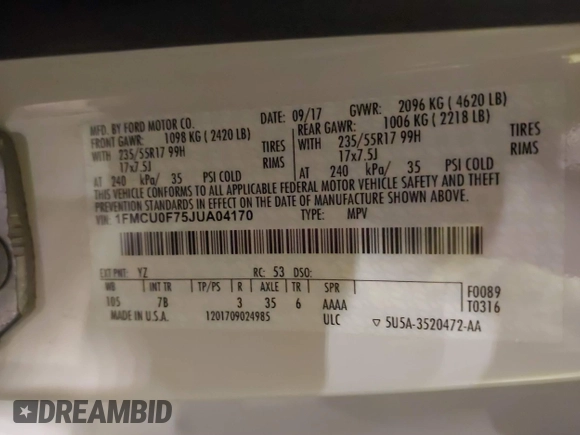 MFD. BY FORD MOTOR CO. DATE: 09/17 GVWR: 2096 KG ( 4620 LB)
FRONT GAWR: 1098 KG ( 2420 LB) REAR GAWR: 1006 KG ( 2218 LB)
WITH 235/55R17 99H TIRES WITH 235/55R17 99H TIRES
17x7.5J RIMS 17x7.5J RIMS
AT 240 kPa/ 35 PSI COLD AT 240 kPa/ 35 PSI COLD
THIS VEHICLE CONFORMS TO ALL APPLICABLE FEDERAL MOTOR VEHICLE SAFETY AND THEFT
PREVENTION STANDARDS IN EFFECT ON THE DATE OF MANUFACTURE SHOWN ABOVE.
VIN: 1FMCU0F75JUA04170 TYPE: MPV
EXT PNT: YZ RC: 53 DSO:
WB INT TR TP/PS R AXLE TR SPR F0089
105 7B 3 35 6 AAAA T0316
MADE IN U.S.A. 1201709024985 ULC ▽ 5U5A-3520472-AA
DREAMBID